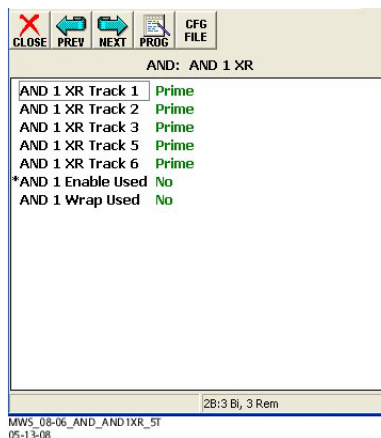 CLOSE PREV NEXT PROG CFG FILE
AND: AND 1 XR
AND 1 XR Track 1 Prime
AND 1 XR Track 2 Prime
AND 1 XR Track 3 Prime
AND 1 XR Track 5 Prime
AND 1 XR Track 6 Prime
*AND 1 Enable Used No
AND 1 Wrap Used No
2B:3 Bi, 3 Rem
MWS_08-06_AND_AND1XR_5T
05-13-08